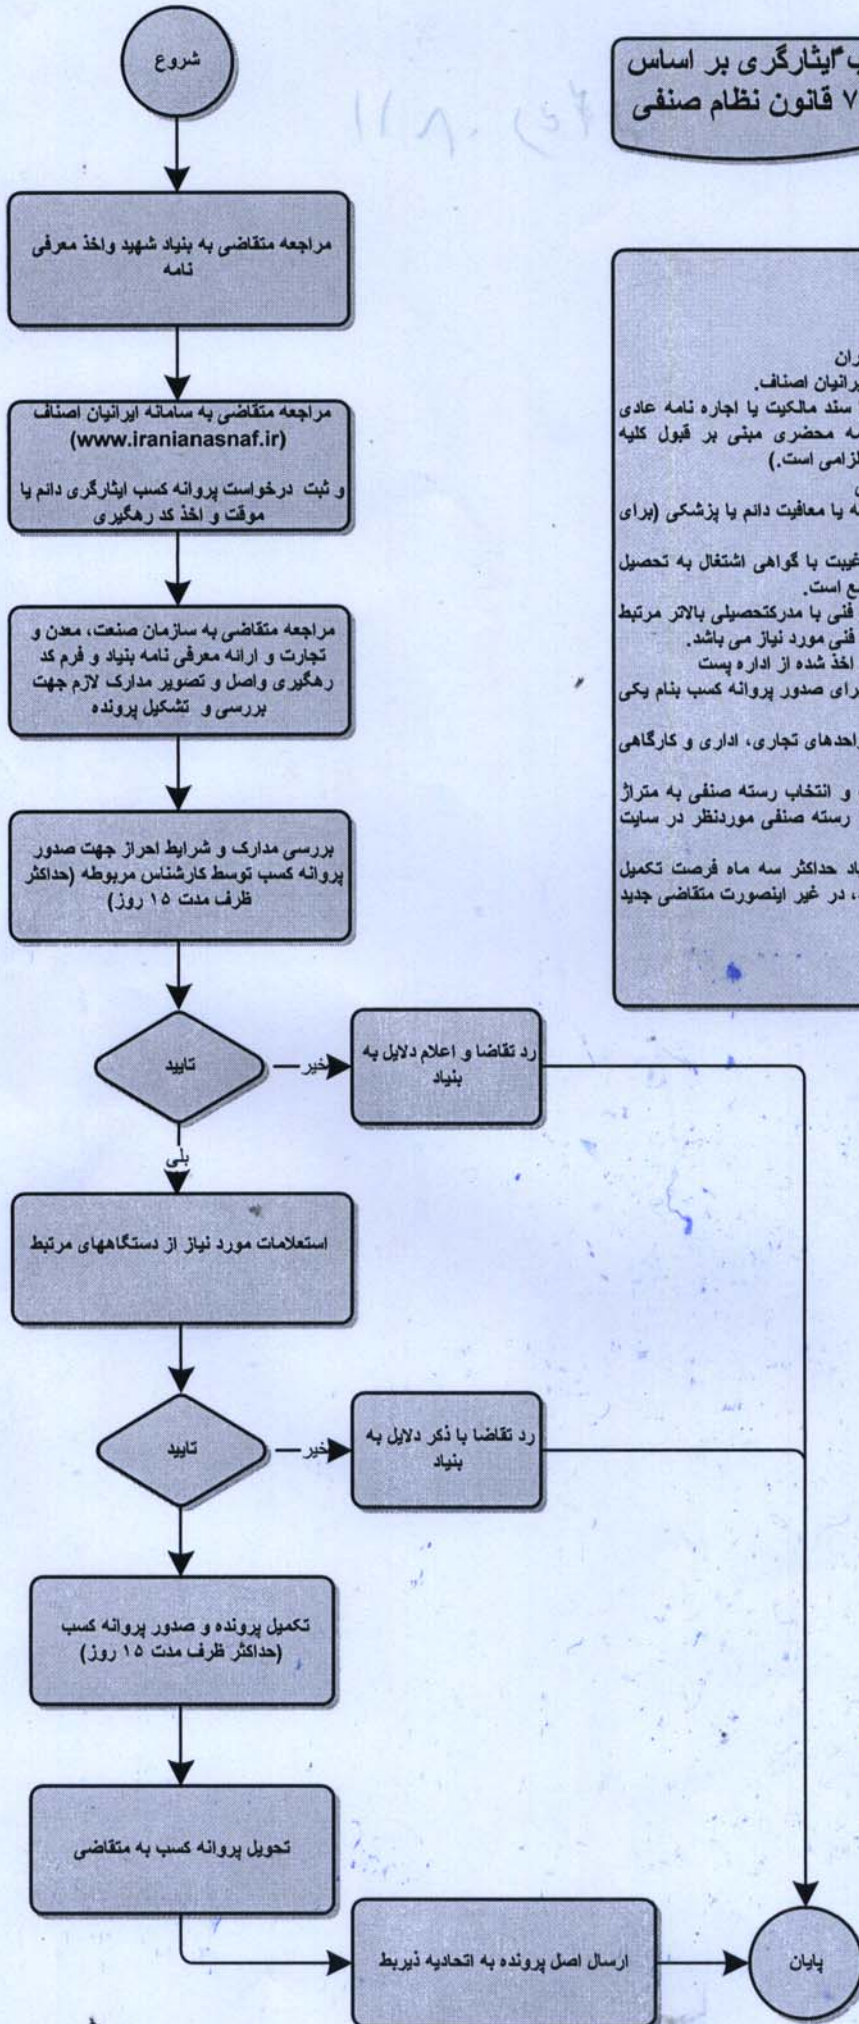 ایثارگری بر اساس
۷ قانون نظام صنفی
شروع
مراجعه متقاضی به بنیاد شهید واخذ معرفی
نامه
مراجعه متقاضی به سامانه ایرانیان اصناف
(www.iranianasnaf.ir)
و ثبت درخواست پروانه کسب ایثارگری دائم یا
موقت و اخذ کد رهگیری
مراجعه متقاضی به سازمان صنعت، معدن و
تجارت و ارائه معرفی نامه بنیاد و فرم کد
رهگیری واصل و تصویر مدارک لازم جهت
بررسی و تشکیل پرونده
بررسی مدارک و شرایط احراز جهت صدور
پروانه کسب توسط کارشناس مربوطه (حداکثر
ظرف مدت ۱۵ روز)
تایید
خیر
رد تقاضا و اعلام دلایل به
بنیاد
بلی
استعلامات مورد نیاز از دستگاههای مرتبط
تایید
خیر
رد تقاضا با ذکر دلایل به
بنیاد
تکمیل پرونده و صدور پروانه کسب
(حداکثر ظرف مدت ۱۵ روز)
تحویل پروانه کسب به متقاضی
ارسال اصل پرونده به اتحادیه ذیربط
پایان
یرانیان اصناف.
سند مالکیت یا اجاره نامه عادی
محضری مبنی بر قبول کلیه
لزامی است.)
یا معافیت دائم یا پزشکی (برای
غیبت با گواهی اشتغال به تحصیل
است.
فنی با مدرکتحصیلی بالاتر مرتبط
فنی مورد نیاز می باشد.
اخذ شده از اداره پست
برای صدور پروانه کسب بنام یکی
واحدهای تجاری، اداری و کارگاهی
و انتخاب رسته صنفی به متراژ
رسته صنفی موردنظر در سایت
حداکثر سه ماه فرصت تکمیل
، در غیر اینصورت متقاضی جدید